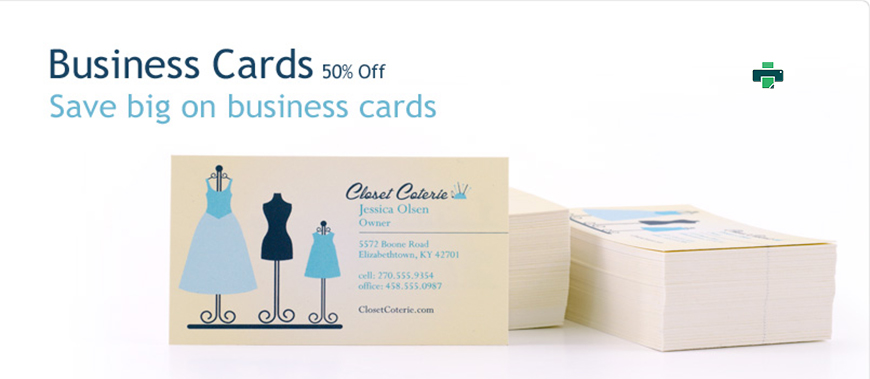 Business Cards 50% Off
Save big on business cards
Closet Coterie
Jessica Olsen
Owner
5572 Boone Road
Elizabethtown, KY 42701
cell: 270.555.9354
office: 458.555.0987
ClosetCoterie.com